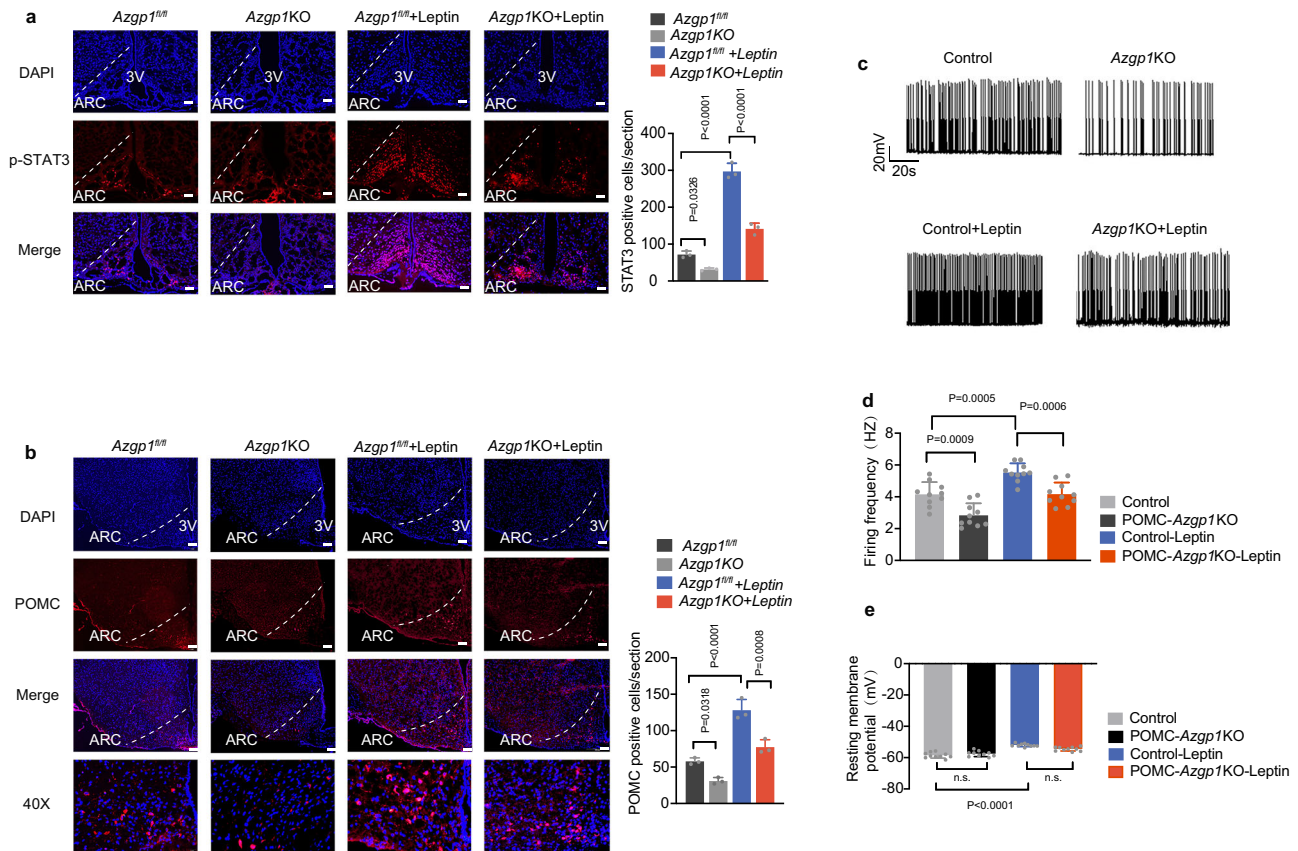 a
Azgp1fl/fl
Azgp1KO
Azgp1fl/fl+Leptin
Azgp1KO+Leptin
DAPI
3V
3V
ARC
ARC
ARC
ARC
p-STAT3
ARC
ARC
ARC
ARC
Merge
ARC
ARC
ARC
ARC
Azgp1fl/fl
Azgp1KO
Azgp1fl/fl +Leptin
Azgp1KO+Leptin
STAT3 positive cells/section
400
300
200
100
0
P=0.0326
P<0.0001
P<0.0001
b
Azgp1fl/fl
Azgp1KO
Azgp1fl/fl+Leptin
Azgp1KO+Leptin
DAPI
3V
3V
3V
3V
ARC
ARC
ARC
ARC
POMC
ARC
ARC
ARC
ARC
Merge
ARC
ARC
ARC
ARC
40X
Azgp1fl/fl
Azgp1KO
Azgp1fl/fl+Leptin
Azgp1KO+Leptin
POMC positive cells/section
200
150
100
50
0
P=0.0318
P<0.0001
P=0.0008
c
Control
Azgp1KO
20mV
20s
Control+Leptin
Azgp1KO+Leptin
d
Firing frequency (HZ)
8
6
4
2
0
P=0.0009
P=0.0005
P=0.0006
Control
POMC-Azgp1KO
Control-Leptin
POMC-Azgp1KO-Leptin
e
Resting membrane
potential (mV)
0
-20
-40
-60
-80
n.s.
n.s.
P<0.0001
Control
POMC-Azgp1KO
Control-Leptin
POMC-Azgp1KO-Leptin